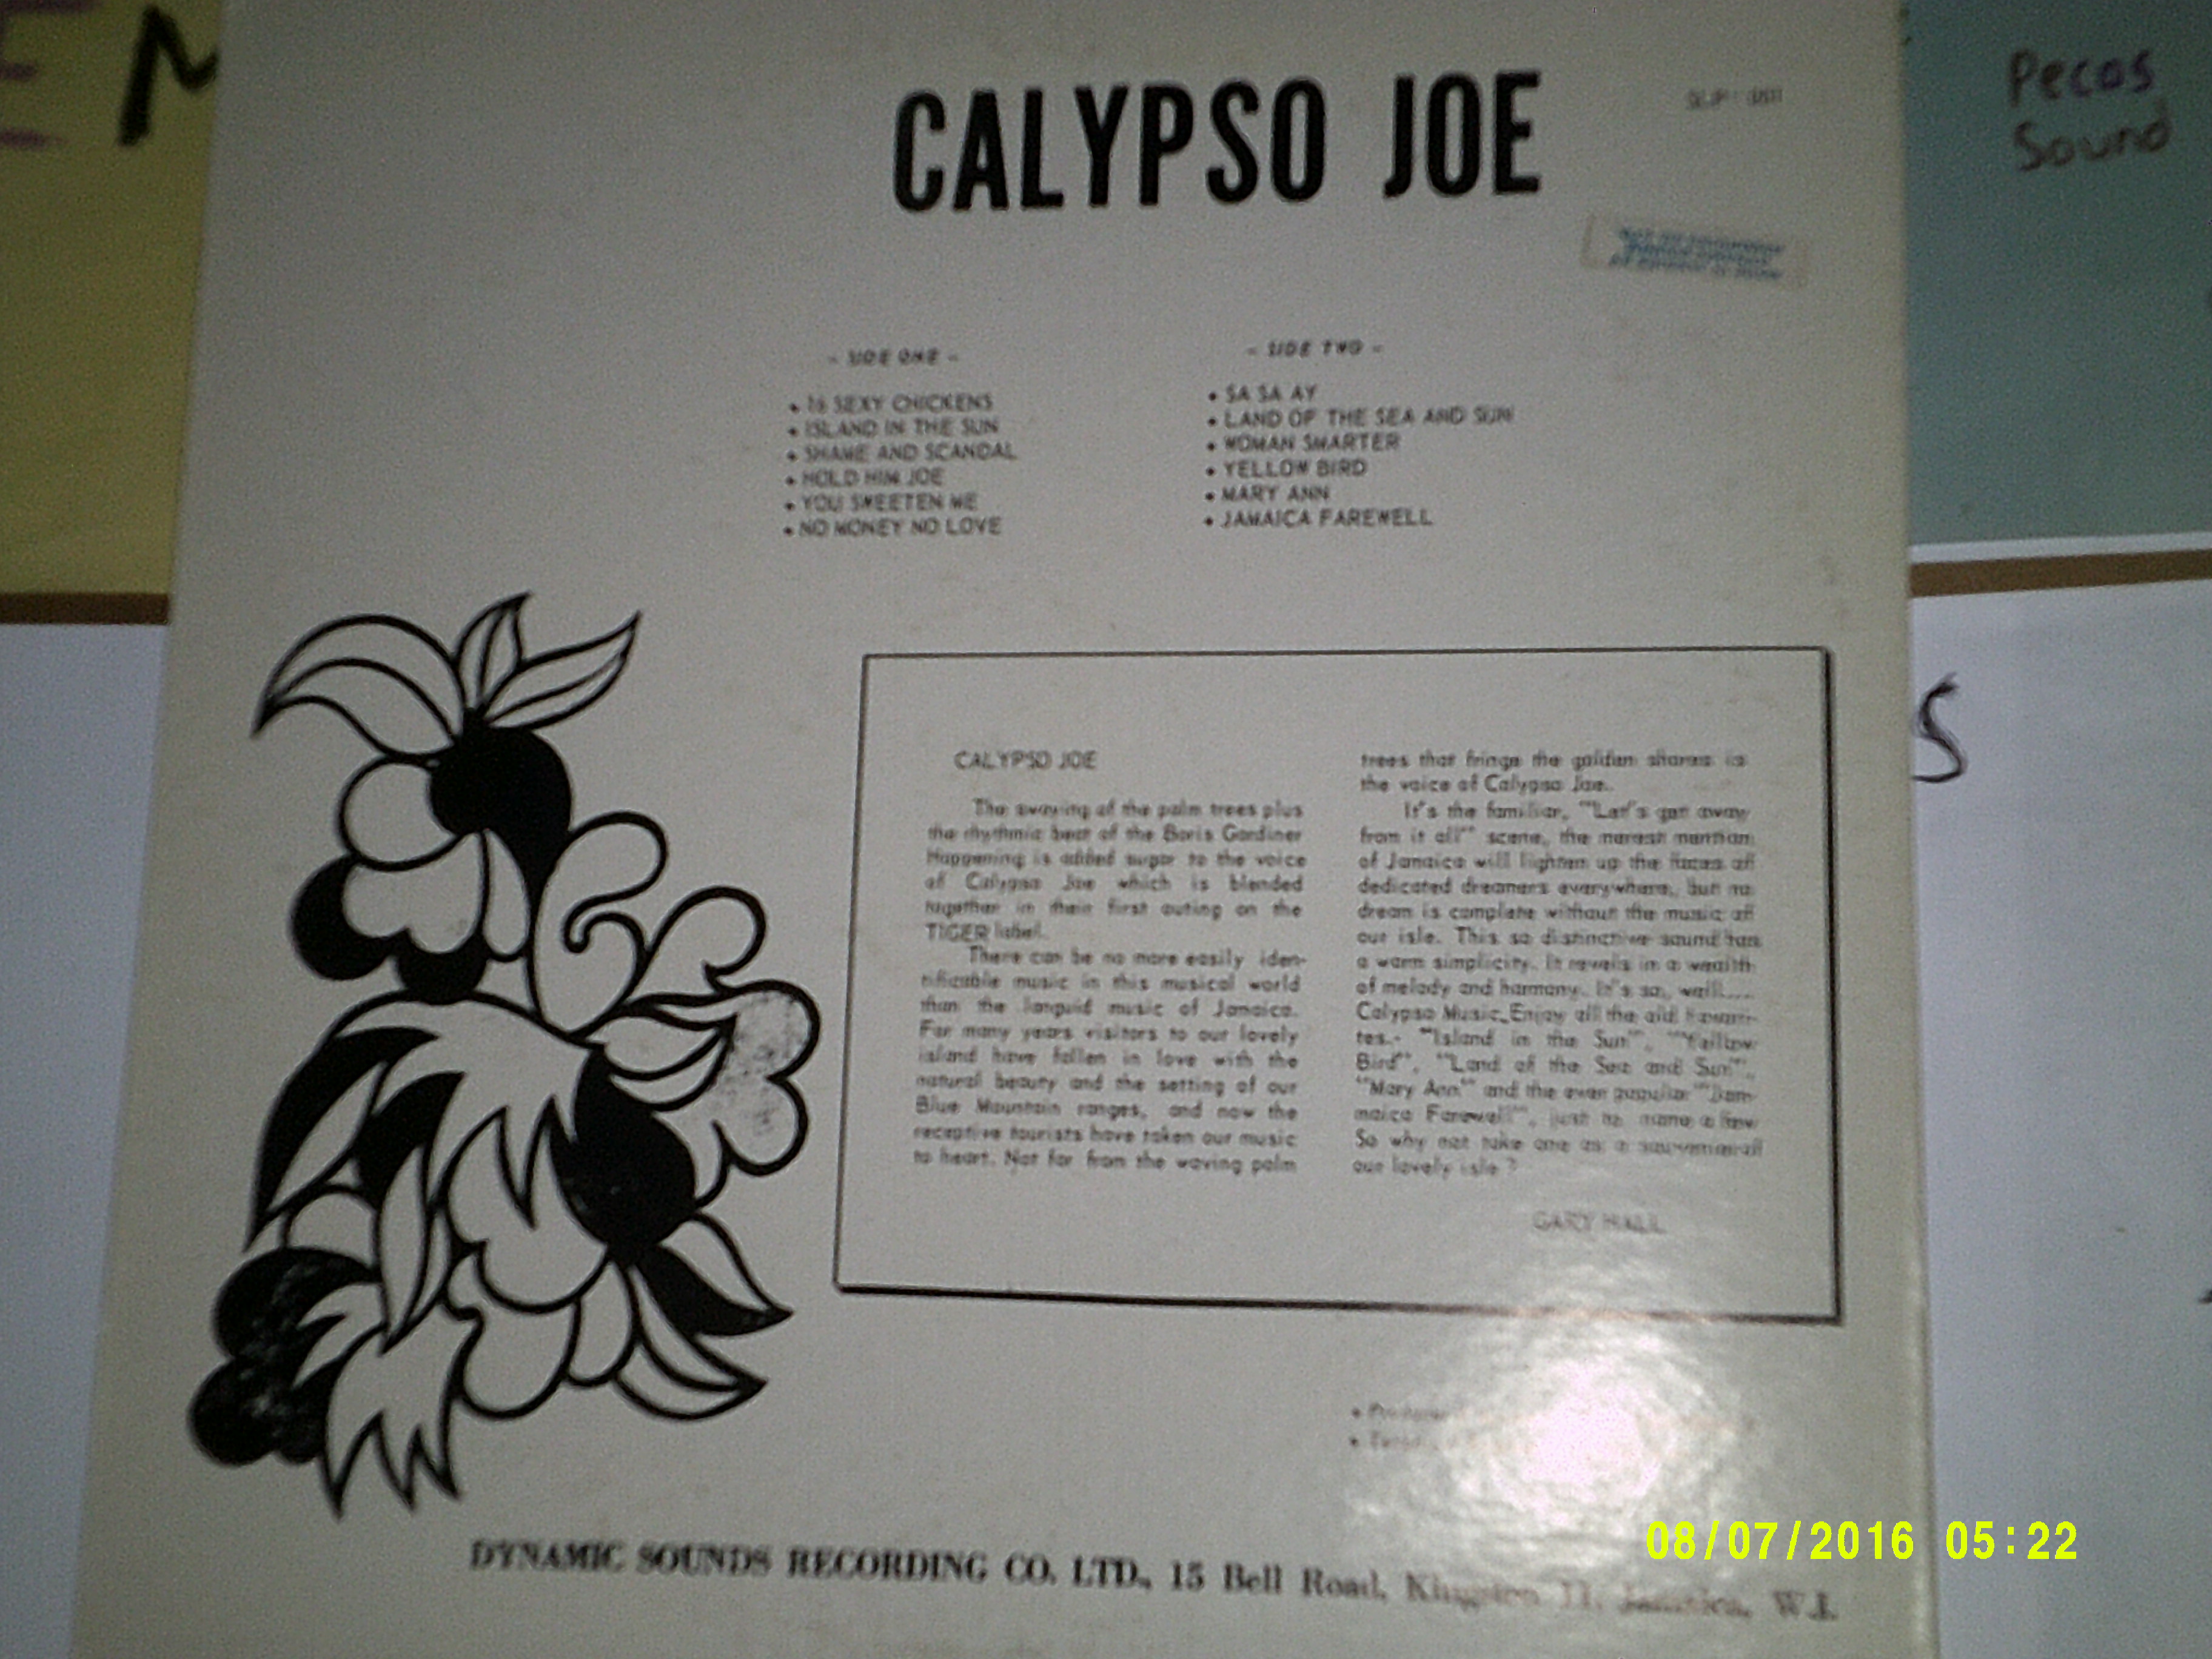 EM
Pecos
Sound
CALYPSO JOE
- SIDE ONE -
• 16 SEXY CHICKENS
• ISLAND IN THE SUN
• SHAME AND SCANDAL
• HOLD HIM JOE
• YOU SWEETEN ME
• NO MONEY NO LOVE
- SIDE TWO -
• SA SA AY
• LAND OF THE SEA AND SUN
• WOMAN SMARTER
• YELLOW BIRD
• MARY ANN
• JAMAICA FAREWELL
S
CALYPSO JOE
The swaying of the palm trees plus
the rhythmic beat of the Boris Gardiner
Happening is added sugar to the voice
of Calypso Joe which is blended
together in their first outing on the
TIGER label.
There can be no more easily iden-
tificable music in this musical world
than the languid music of Jamaica.
For many years visitors to our lovely
island have fallen in love with the
natural beauty and the setting of our
Blue Mountain ranges, and now the
receptive tourists have taken our music
to heart. Not far from the waving palm
trees that fringe the golden shores is
the voice of Calypso Joe.
It's the familiar, "Let's get away
from it all" scene, the merest mention
of Jamaica will lighten up the faces of
dedicated dreamers everywhere, but no
dream is complete without the music of
our isle. This so distinctive sound has
a warm simplicity. It revels in a wealth
of melody and harmony. It's so, well....
Calypso Music. Enjoy all the old favour-
tes.- "Island in the Sun", "Yellow
Bird", "Land of the Sea and Sun",
"Mary Ann" and the ever popular "Jam-
maica Farewell", just to name a few
So why not take one as a souvenir of
our lovely isle ?
GARY HALL
DYNAMIC SOUNDS RECORDING CO. LTD., 15 Bell Road, Kingston 11, Jamaica, W.I.
08/07/2016 05:22